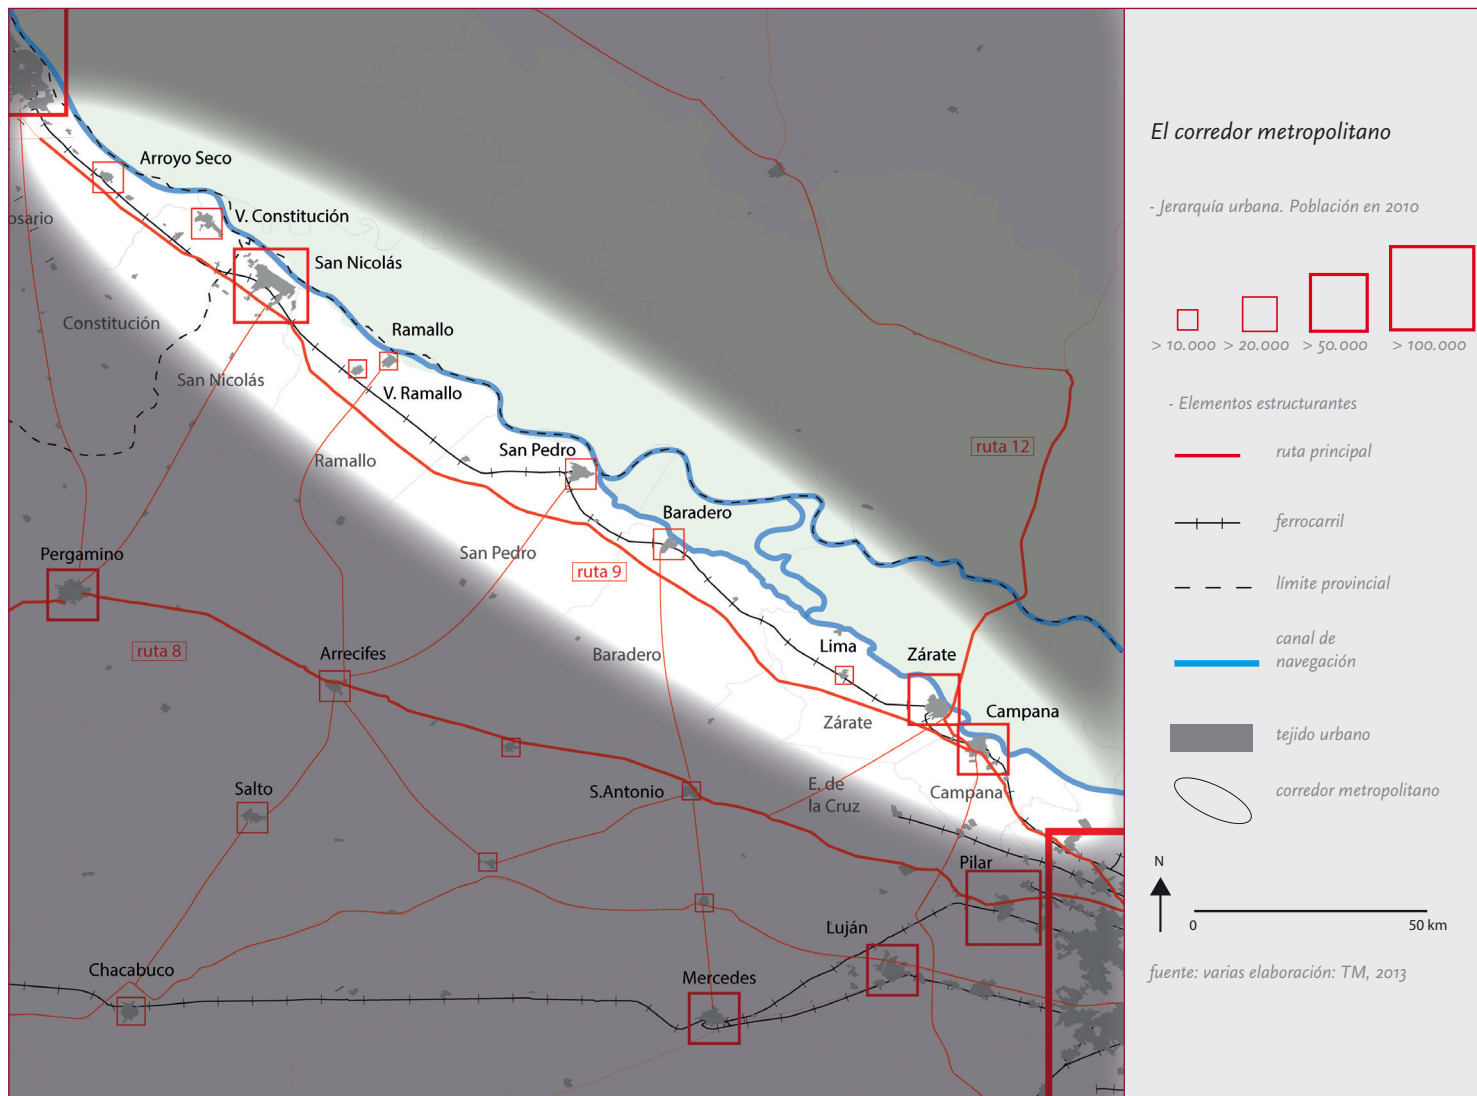 Arroyo Seco
V. Constitución
osario
San Nicolás
Constitución
Ramallo
San Nicolás
V. Ramallo
San Pedro
ruta 12
Ramallo
Baradero
Pergamino
San Pedro
ruta 9
ruta 8
Arrecifes
Baradero
Lima
Zárate
Campana
Zárate
Salto
S.Antonio
E. de
la Cruz
Campana
Pilar
Luján
Chacabuco
Mercedes
El corredor metropolitano
- Jerarquía urbana. Población en 2010
> 10.000 > 20.000 > 50.000 > 100.000
- Elementos estructurantes
ruta principal
ferrocarril
límite provincial
canal de
navegación
tejido urbano
corredor metropolitano
N
0 50 km
fuente: varias elaboración: TM, 2013